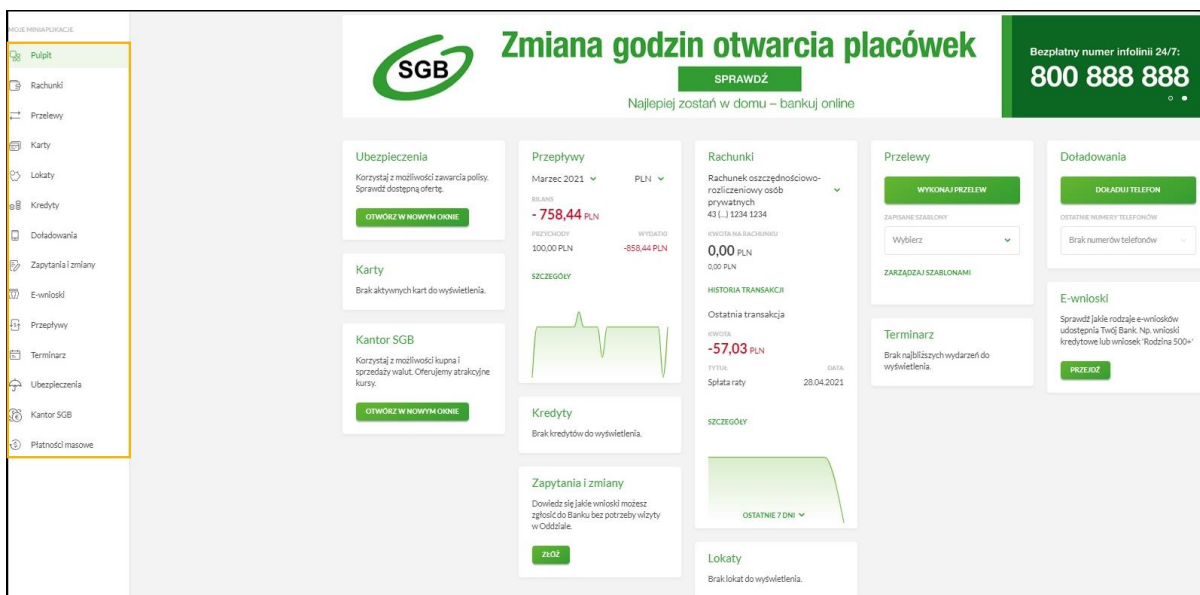 MOJE MINIAPLIKACJE
Pulpit
Rachunki
Przelewy
Karty
Lokaty
Kredyty
Doładowania
Zapytania i zmiany
E-wnioski
Przepływy
Terminarz
Ubezpieczenia
Kantor SGB
Płatności masowe
SGB
Zmiana godzin otwarcia placówek
SPRAWDŹ
Najlepiej zostań w domu – bankuj online
Bezpłatny numer infolinii 24/7:
800 888 888
Ubezpieczenia
Korzystaj z możliwości zawarcia polisy.
Sprawdź dostępną ofertę.
OTWÓRZ W NOWYM OKNIE
Karty
Brak aktywnych kart do wyświetlenia.
Kantor SGB
Korzystaj z możliwości kupna i
sprzedaży walut. Oferujemy atrakcyjne
kursy.
OTWÓRZ W NOWYM OKNIE
Przepływy
Marzec 2021 PLN
BILANS
- 758,44 PLN
PRZYCHODY WYDATKI
100,00 PLN -858,44 PLN
SZCZEGÓŁY
Kredyty
Brak kredytów do wyświetlenia.
Zapytania i zmiany
Dowiedz się jakie wnioski możesz
zgłosić do Banku bez potrzeby wizyty
w Oddziale.
ZŁÓŻ
Rachunki
Rachunek oszczędnościowo-
rozliczeniowy osób
prywatnych
43 (...) 1234 1234
KWOTA NA RACHUNKU
0,00 PLN
0,00 PLN
HISTORIA TRANSAKCJI
Ostatnia transakcja
KWOTA
-57,03 PLN
TYTUŁ DATA
Spłata raty 28.04.2021
SZCZEGÓŁY
OSTATNIE 7 DNI
Lokaty
Brak lokat do wyświetlenia.
Przelewy
WYKONAJ PRZELEW
ZAPISANE SZABLONY
Wybierz
ZARZĄDZAJ SZABLONAMI
Terminarz
Brak najbliższych wydarzeń do
wyświetlenia.
Doładowania
DOŁADUJ TELEFON
OSTATNIE NUMERY TELEFONÓW
Brak numerów telefonów
E-wnioski
Sprawdź jakie rodzaje e-wniosków
udostępnia Twój Bank. Np. wnioski
kredytowe lub wniosek 'Rodzina 500+'
PRZEJDŹ